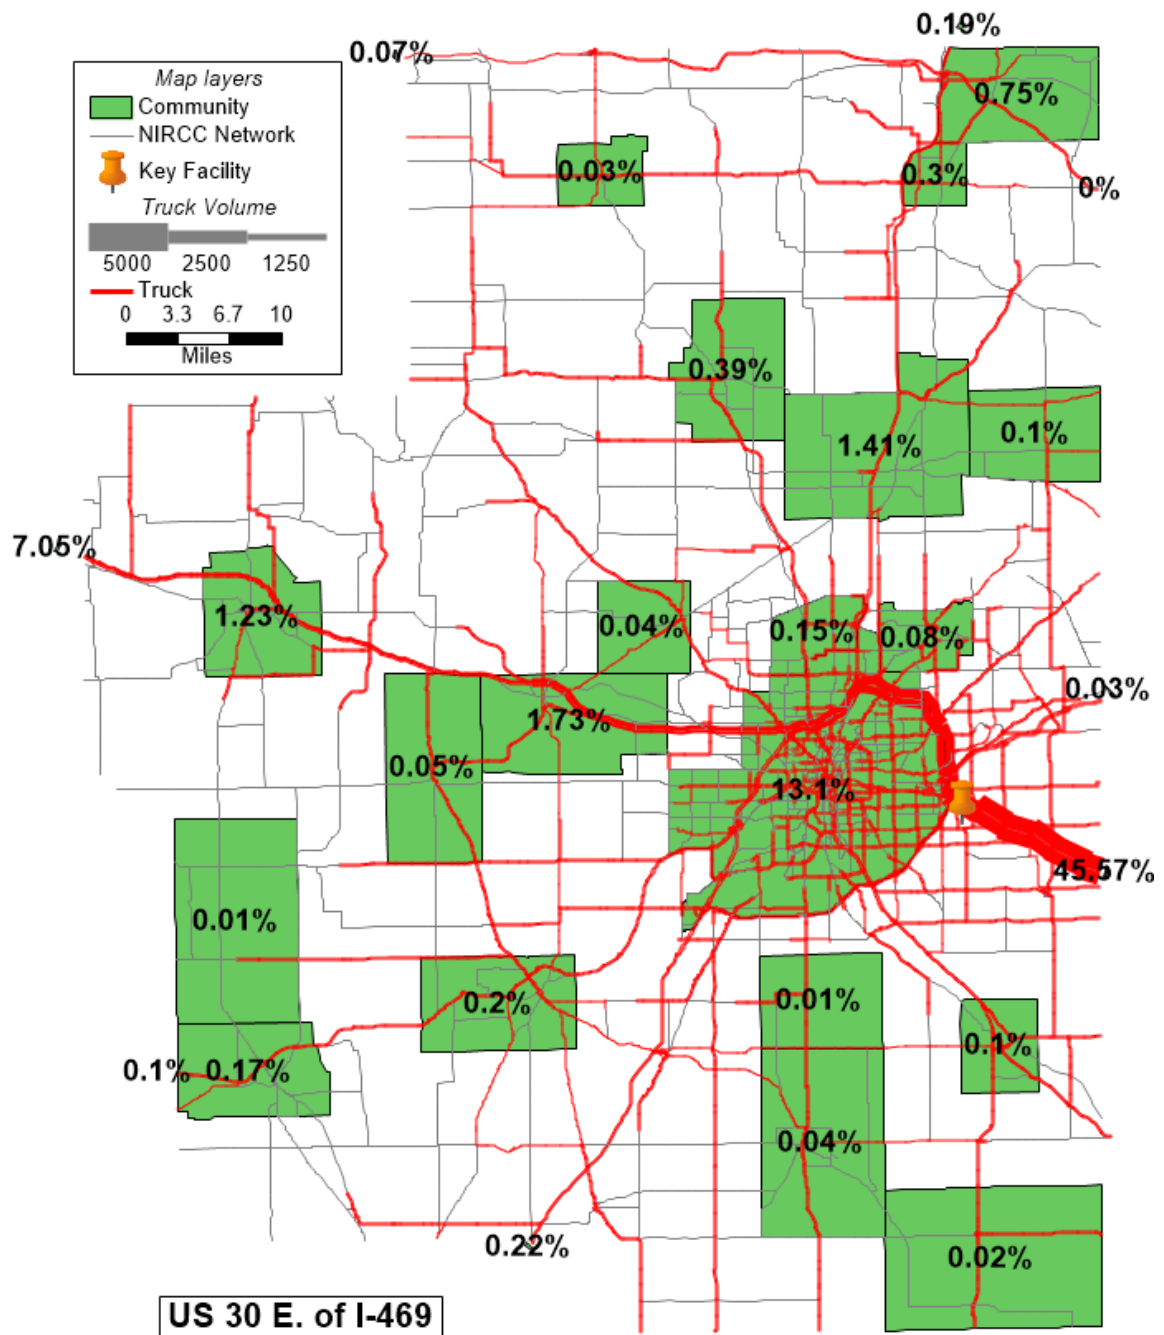 0.19%
0.07%
Map layers
Community
NIRCC Network
Key Facility
Truck Volume
5000 2500 1250
Truck
0 3.3 6.7 10
Miles
0.75%
0.03%
0.3%
0%
0.39%
1.41%
0.1%
7.05%
1.23%
0.04%
0.15%
0.08%
0.03%
1.73%
0.05%
13.1%
45.57%
0.01%
0.2%
0.01%
0.1%
0.1%
0.17%
0.04%
0.22%
0.02%
US 30 E. of I-469